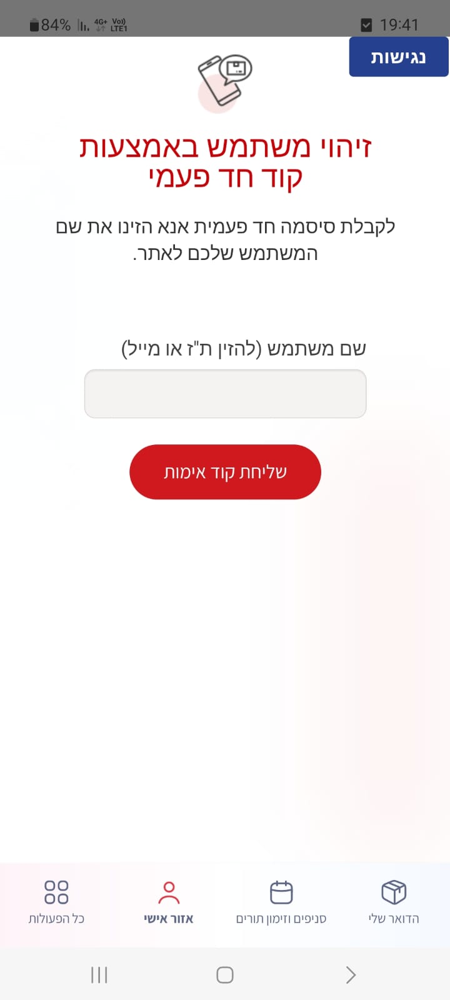 84% 4G+ Vo)) LTE1 19:41
נגישות
זיהוי משתמש באמצעות
קוד חד פעמי
לקבלת סיסמה חד פעמית אנא הזינו את שם
המשתמש שלכם לאתר.
שם משתמש (להזין ת"ז או מייל)
שליחת קוד אימות
הדואר שלי
סניפים וזימון תורים
אזור אישי
כל הפעולות